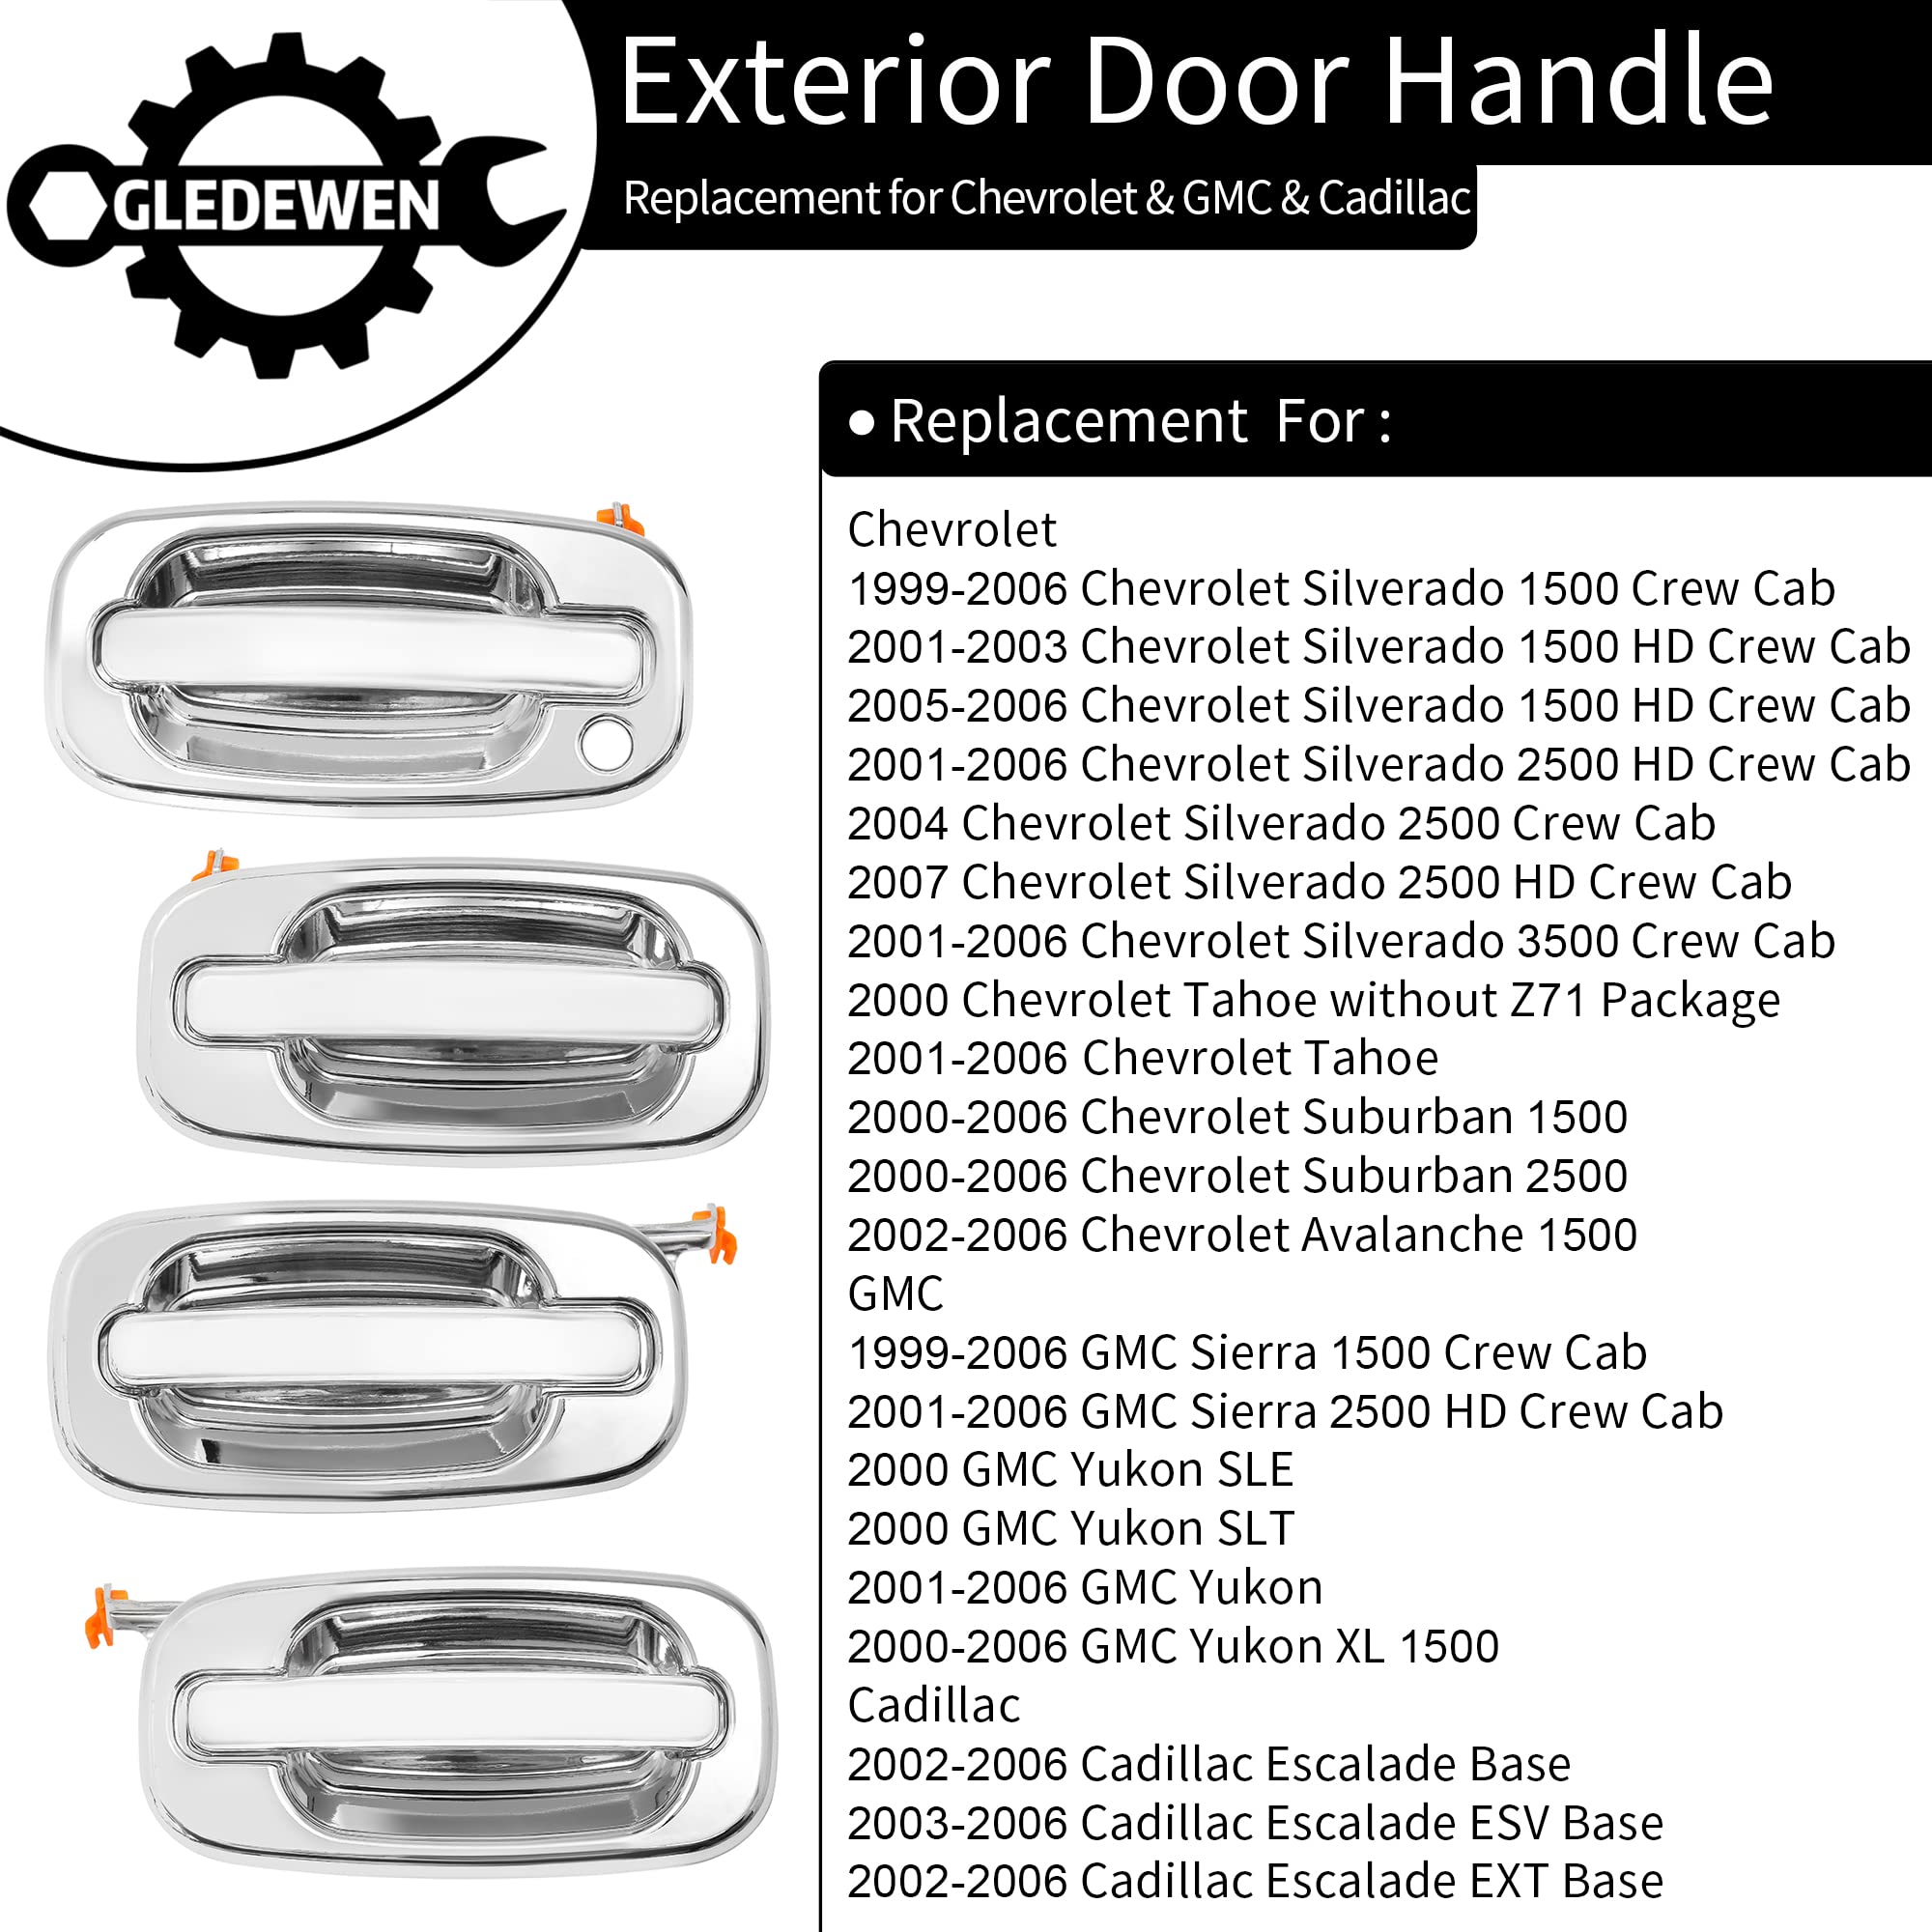 GLEDEWEN
Exterior Door Handle
Replacement for Chevrolet & GMC & Cadillac
● Replacement For :
Chevrolet
1999-2006 Chevrolet Silverado 1500 Crew Cab
2001-2003 Chevrolet Silverado 1500 HD Crew Cab
2005-2006 Chevrolet Silverado 1500 HD Crew Cab
2001-2006 Chevrolet Silverado 2500 HD Crew Cab
2004 Chevrolet Silverado 2500 Crew Cab
2007 Chevrolet Silverado 2500 HD Crew Cab
2001-2006 Chevrolet Silverado 3500 Crew Cab
2000 Chevrolet Tahoe without Z71 Package
2001-2006 Chevrolet Tahoe
2000-2006 Chevrolet Suburban 1500
2000-2006 Chevrolet Suburban 2500
2002-2006 Chevrolet Avalanche 1500
GMC
1999-2006 GMC Sierra 1500 Crew Cab
2001-2006 GMC Sierra 2500 HD Crew Cab
2000 GMC Yukon SLE
2000 GMC Yukon SLT
2001-2006 GMC Yukon
2000-2006 GMC Yukon XL 1500
Cadillac
2002-2006 Cadillac Escalade Base
2003-2006 Cadillac Escalade ESV Base
2002-2006 Cadillac Escalade EXT Base